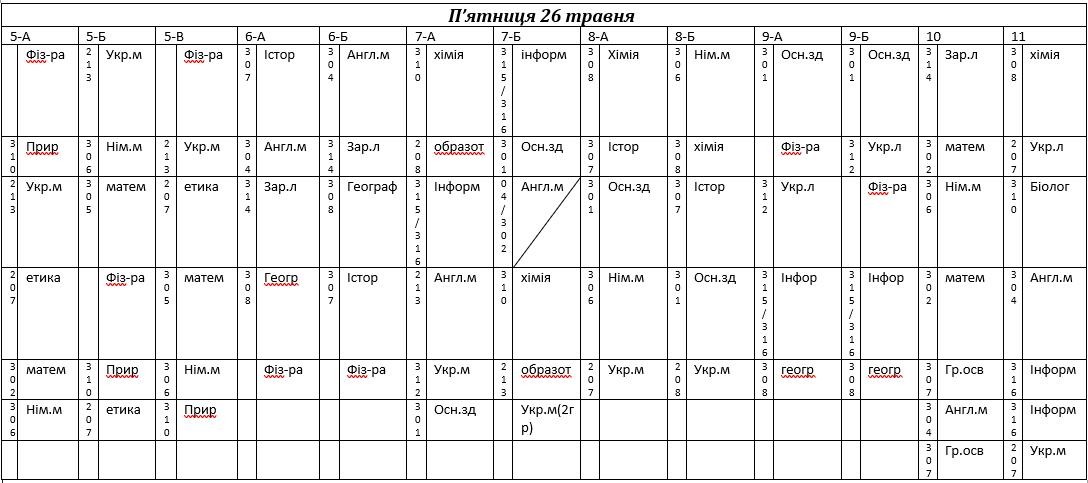 П’ятниця 26 травня
5-А 5-Б 5-В 6-А 6-Б 7-А 7-Б 8-А 8-Б 9-А 9-Б 10 11
Фіз-ра 213 Укр.м Фіз-ра 307 Істор 304 Англ.м 310 хімія 315/316 інформ 308 Хімія 306 Нім.м 301 Осн.зд 301 Осн.зд 314 Зар.л 308 хімія
310 Прир 306 Нім.м 213 Укр.м 304 Англ.м 314 Зар.л 208 образот 301 Осн.зд 307 Істор 308 хімія Фіз-ра 312 Укр.л 302 матем 207 Укр.л
213 Укр.м 305 матем 207 етика 314 Зар.л 308 Географ 315/316 Інформ 04/302 Англ.м 301 Осн.зд 307 Істор 312 Укр.л Фіз-ра 306 Нім.м 310 Біолог
207 етика Фіз-ра 305 матем 308 Геогр 307 Істор 213 Англ.м 310 хімія 306 Нім.м 301 Осн.зд 315/316 Інфор 315/316 Інфор 302 матем 304 Англ.м
302 матем 310 Прир 306 Нім.м Фіз-ра Фіз-ра 312 Укр.м 213 образот 207 Укр.м 208 Укр.м 308 геогр 308 геогр 307 Гр.осв 316 Інформ
306 Нім.м 207 етика 310 Прир 301 Осн.зд Укр.м(2г
р) 304 Англ.м 316 Інформ
307 Гр.осв 207 Укр.м